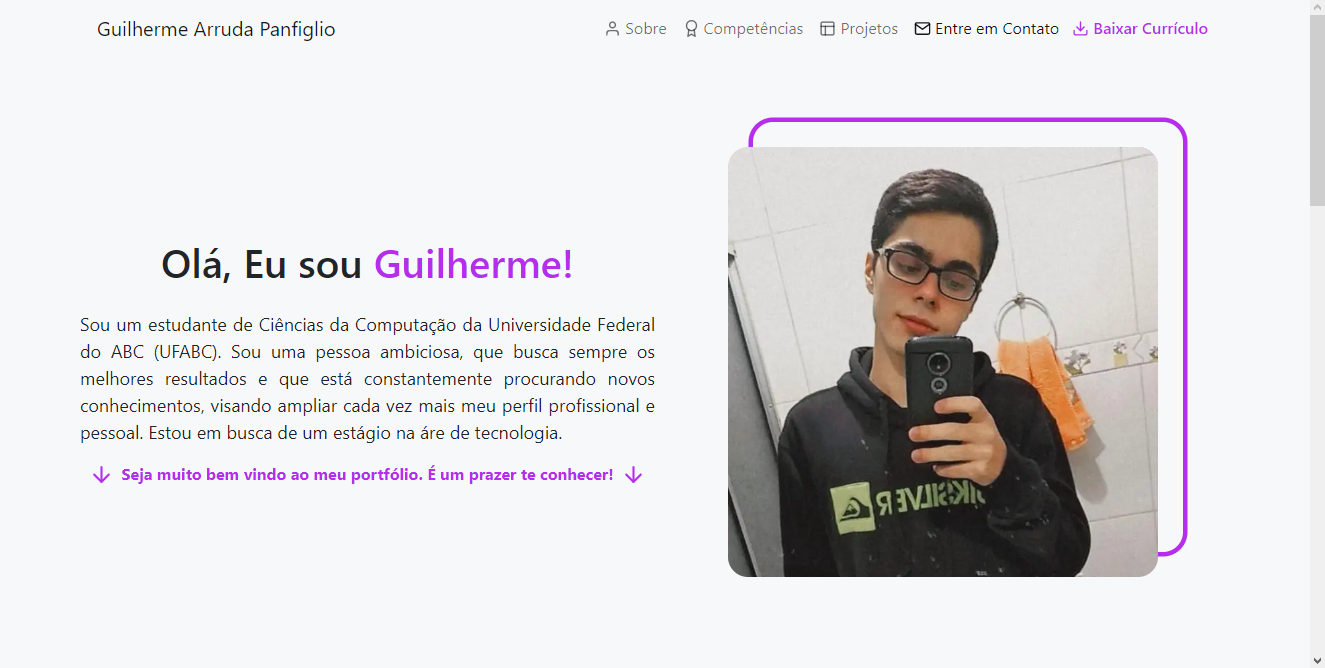 Guilherme Arruda Panfiglio
Sobre
Competências
Projetos
Entre em Contato
Baixar Currículo
Olá, Eu sou Guilherme!
Sou um estudante de Ciências da Computação da Universidade Federal
do ABC (UFABC). Sou uma pessoa ambiciosa, que busca sempre os
melhores resultados e que está constantemente procurando novos
conhecimentos, visando ampliar cada vez mais meu perfil profissional e
pessoal. Estou em busca de um estágio na áre de tecnologia.
Seja muito bem vindo ao meu portfólio. É um prazer te conhecer!